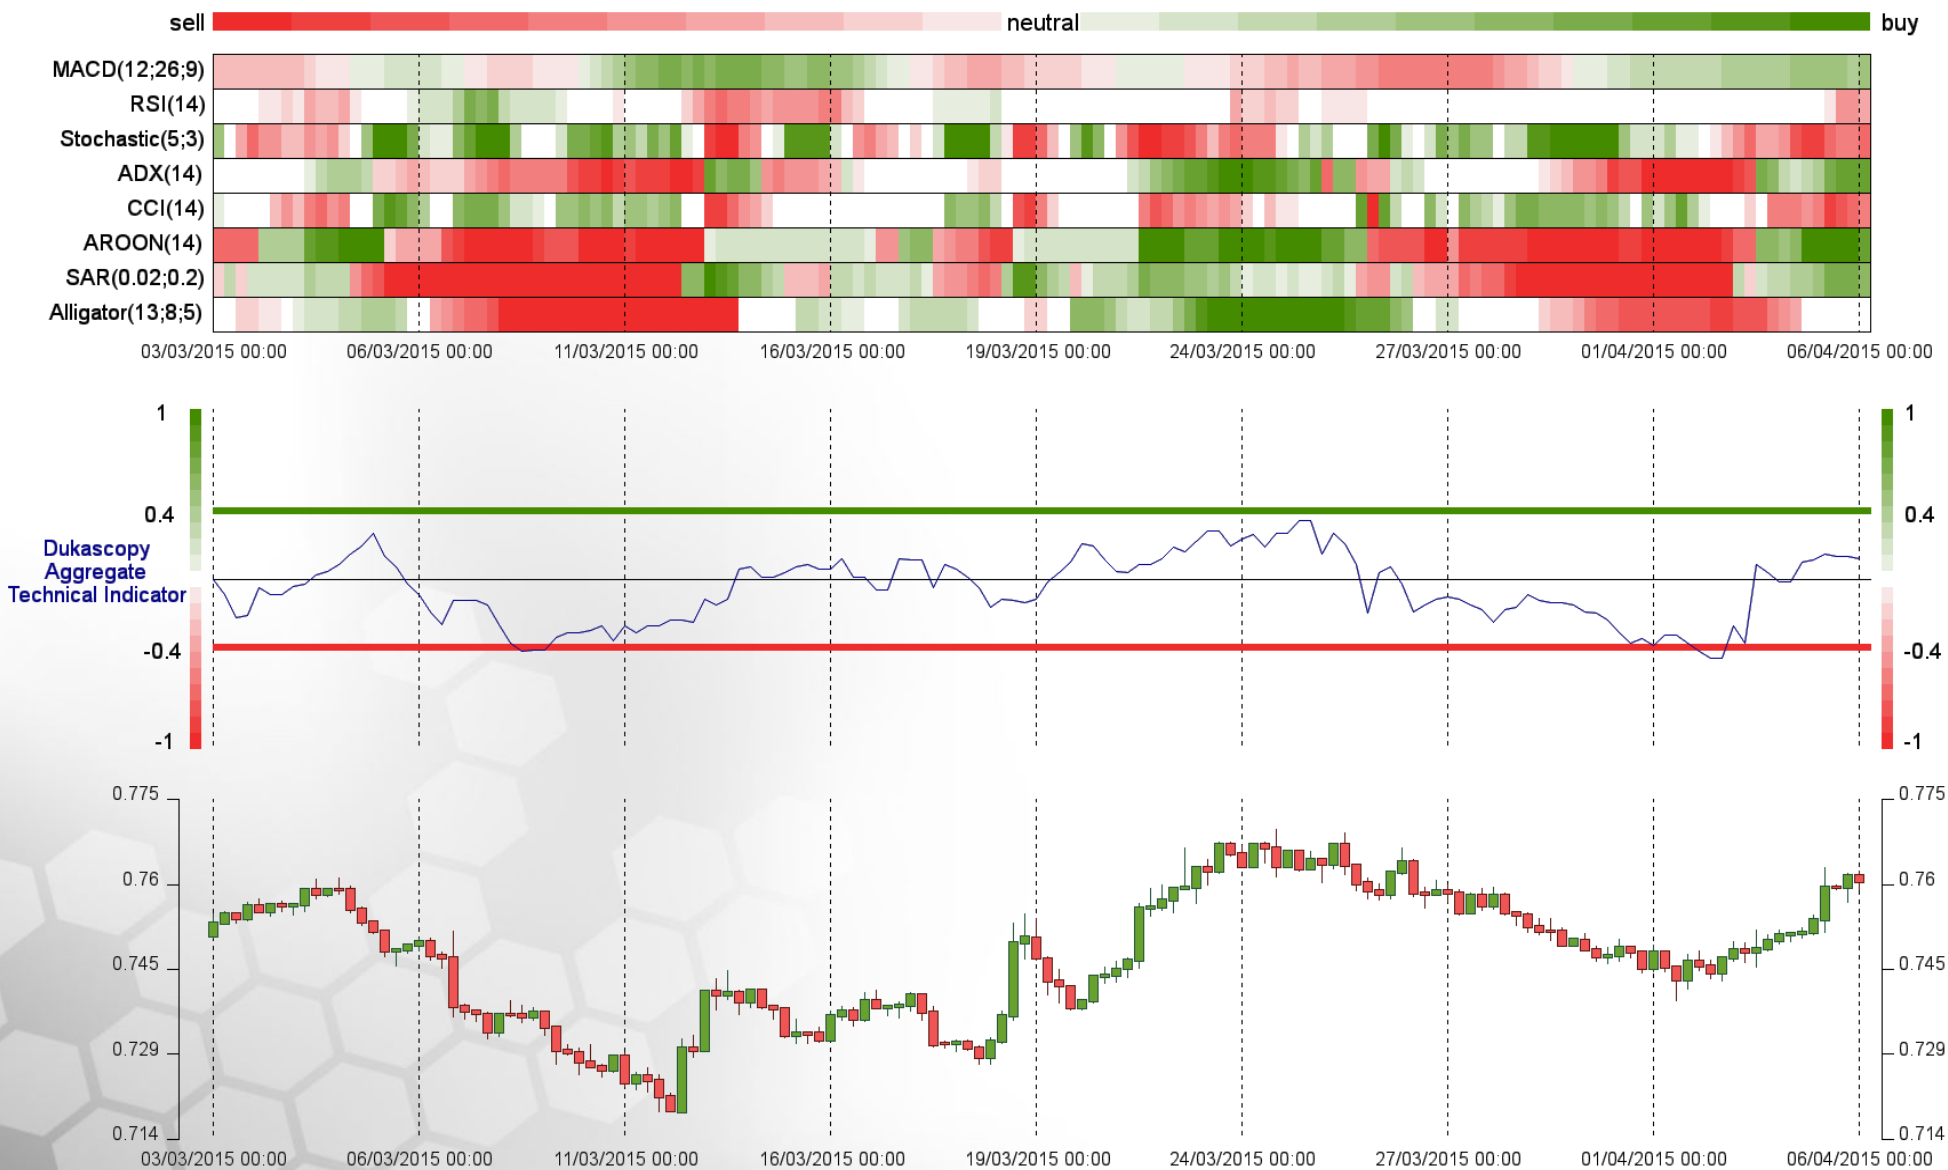 sell neutral buy
MACD(12;26;9)
RSI(14)
Stochastic(5;3)
ADX(14)
CCI(14)
AROON(14)
SAR(0.02;0.2)
Alligator(13;8;5)
03/03/2015 00:00 06/03/2015 00:00 11/03/2015 00:00 16/03/2015 00:00 19/03/2015 00:00 24/03/2015 00:00 27/03/2015 00:00 01/04/2015 00:00 06/04/2015 00:00
1 1
0.4 0.4
Dukascopy
Aggregate
Technical Indicator
-0.4 -0.4
-1 -1
0.775 0.775
0.76 0.76
0.745 0.745
0.729 0.729
0.714 0.714
03/03/2015 00:00 06/03/2015 00:00 11/03/2015 00:00 16/03/2015 00:00 19/03/2015 00:00 24/03/2015 00:00 27/03/2015 00:00 01/04/2015 00:00 06/04/2015 00:00